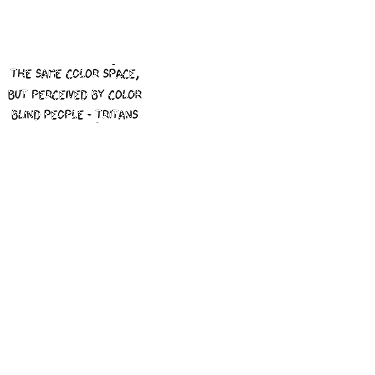 THE SAME COLOR SPACE,
BUT PERCEIVED BY COLOR
BLIND PEOPLE - TRITANS